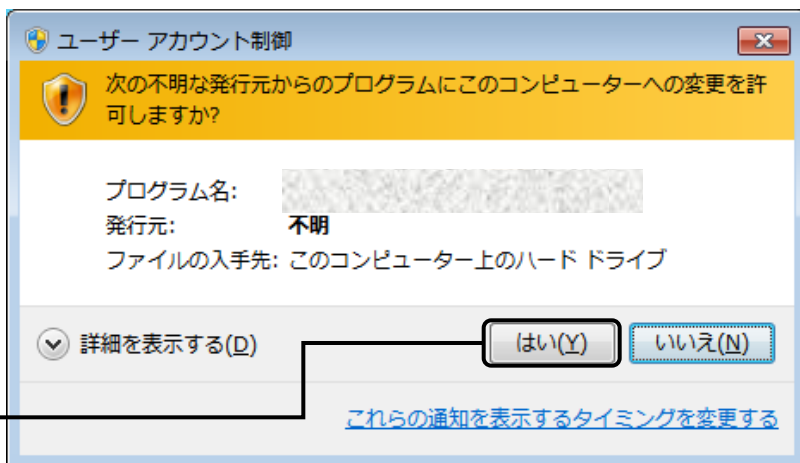 ユーザー アカウント制御
次の不明な発行元からのプログラムにこのコンピューターへの変更を許
可しますか?
プログラム名:
発行元: 不明
ファイルの入手先: このコンピューター上のハード ドライブ
詳細を表示する(D) はい(Y) いいえ(N)
これらの通知を表示するタイミングを変更する